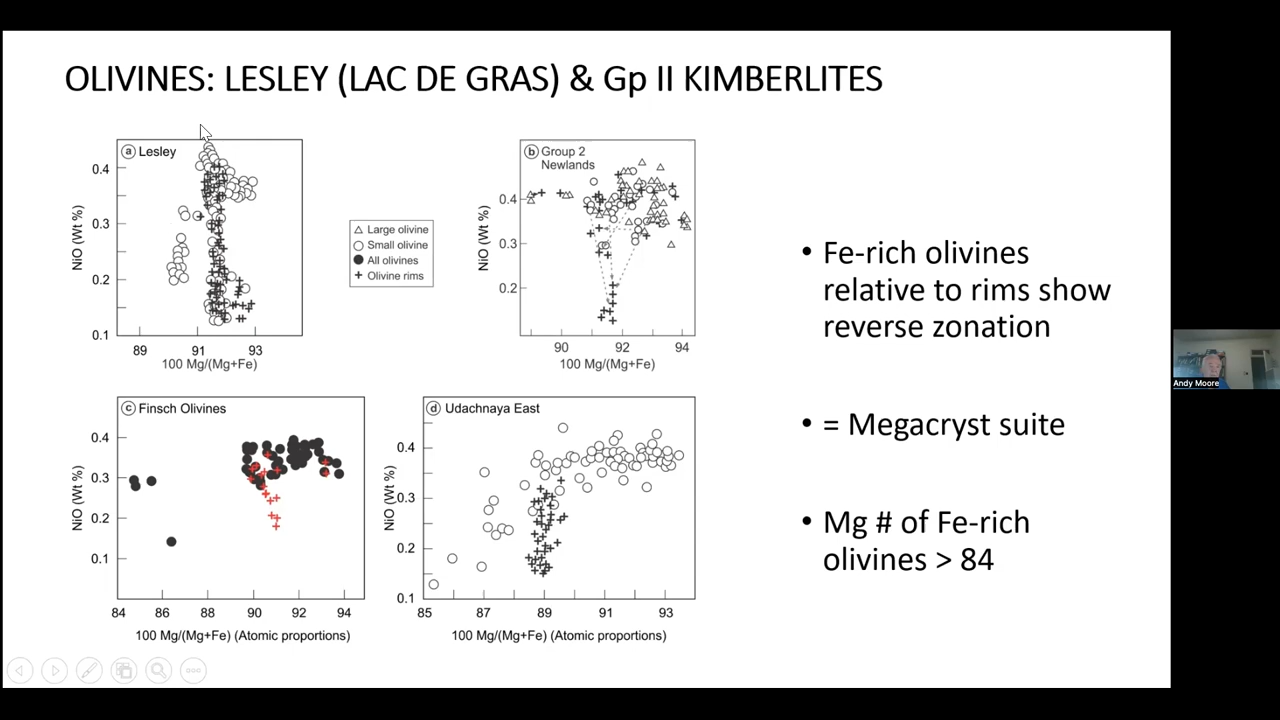 OLIVINES: LESLEY (LAC DE GRAS) & Gp II KIMBERLITES
a Lesley
0.4
0.3
0.2
0.1
NiO (Wt %)
89 91 93
100 Mg/(Mg+Fe)
△ Large olivine
○ Small olivine
● All olivines
+ Olivine rims
b Group 2
Newlands
0.4
0.3
0.2
NiO (Wt %)
90 92 94
100 Mg/(Mg+Fe)
c Finsch Olivines
0.4
0.3
0.2
0.1
NiO (Wt %)
84 86 88 90 92 94
100 Mg/(Mg+Fe) (Atomic proportions)
d Udachnaya East
0.4
0.3
0.2
0.1
NiO (Wt %)
85 87 89 91 93
100 Mg/(Mg+Fe) (Atomic proportions)
• Fe-rich olivines
relative to rims show
reverse zonation
• = Megacryst suite
• Mg # of Fe-rich
olivines > 84
Andy Moore